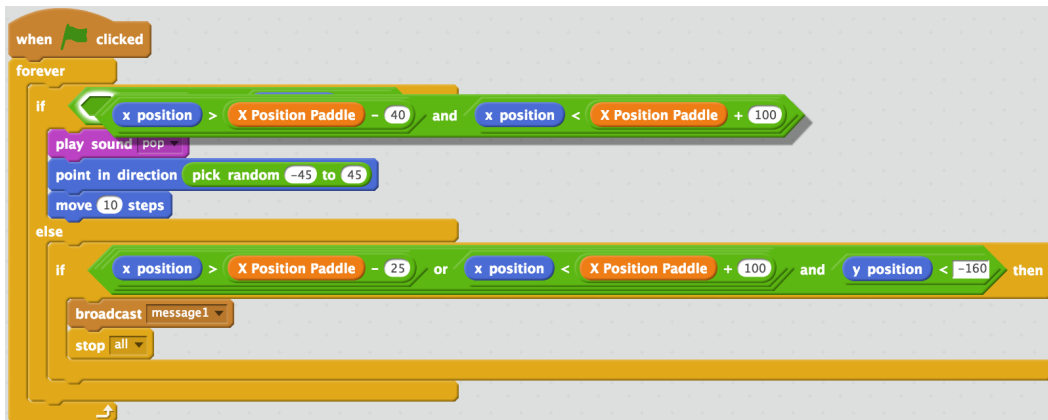 when clicked
forever
if x position > X Position Paddle - 40 and x position < X Position Paddle + 100
play sound pop
point in direction pick random -45 to 45
move 10 steps
else
if x position > X Position Paddle - 25 or x position < X Position Paddle + 100 and y position < -160 then
broadcast message1
stop all